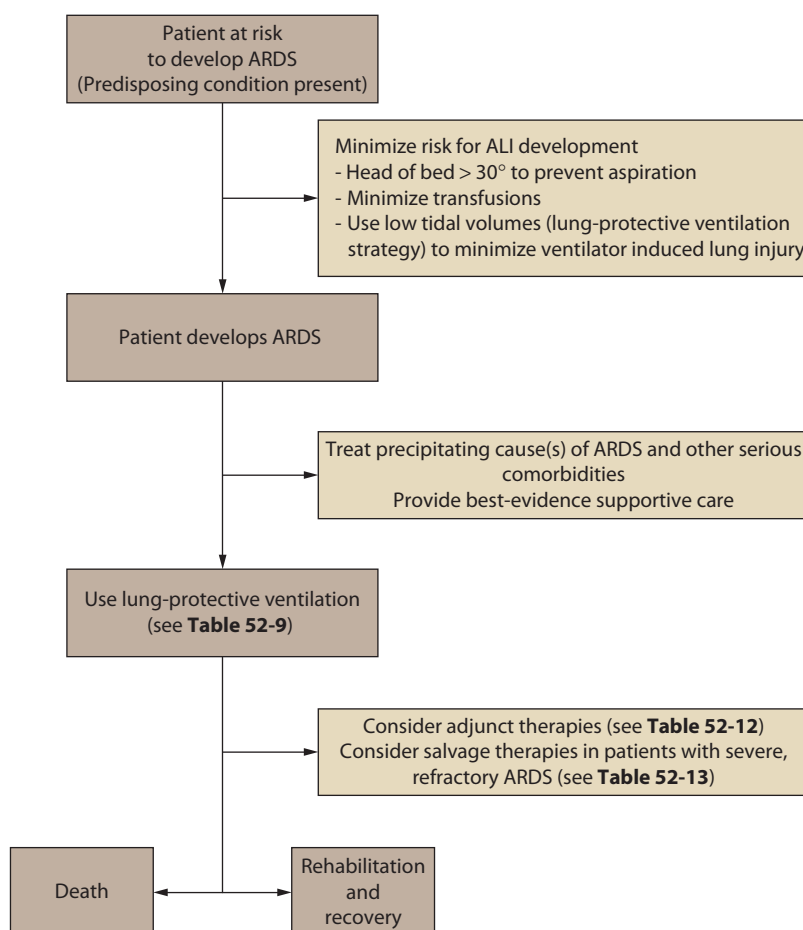 Patient at risk
to develop ARDS
(Predisposing condition present)
Minimize risk for ALI development
- Head of bed > 30° to prevent aspiration
- Minimize transfusions
- Use low tidal volumes (lung-protective ventilation
strategy) to minimize ventilator induced lung injury
Patient develops ARDS
Treat precipitating cause(s) of ARDS and other serious
comorbidities
Provide best-evidence supportive care
Use lung-protective ventilation
(see Table 52-9)
Consider adjunct therapies (see Table 52-12)
Consider salvage therapies in patients with severe,
refractory ARDS (see Table 52-13)
Death
Rehabilitation
and
recovery